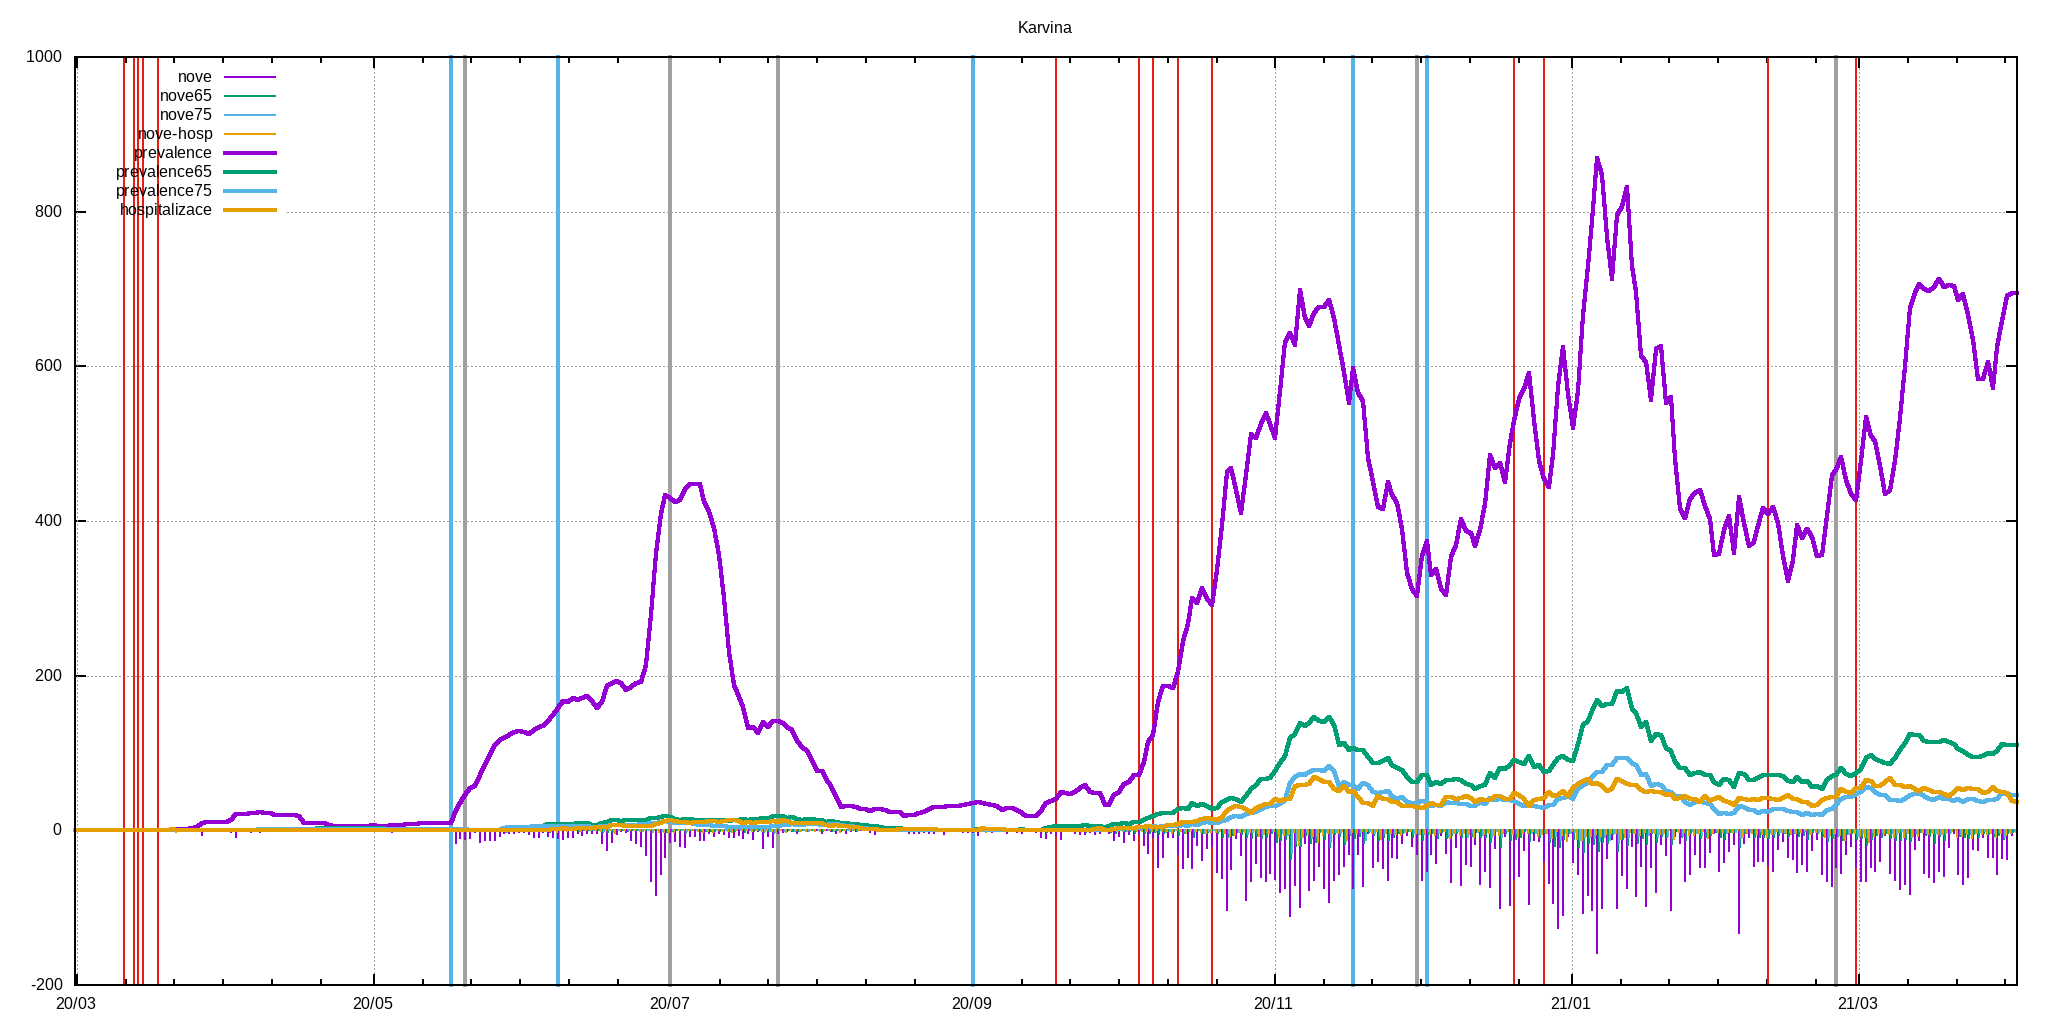 Karvina
1000
800
600
400
200
0
-200
nove
nove65
nove75
nove-hosp
prevalence
prevalence65
prevalence75
hospitalizace
20/03
20/05
20/07
20/09
20/11
21/01
21/03